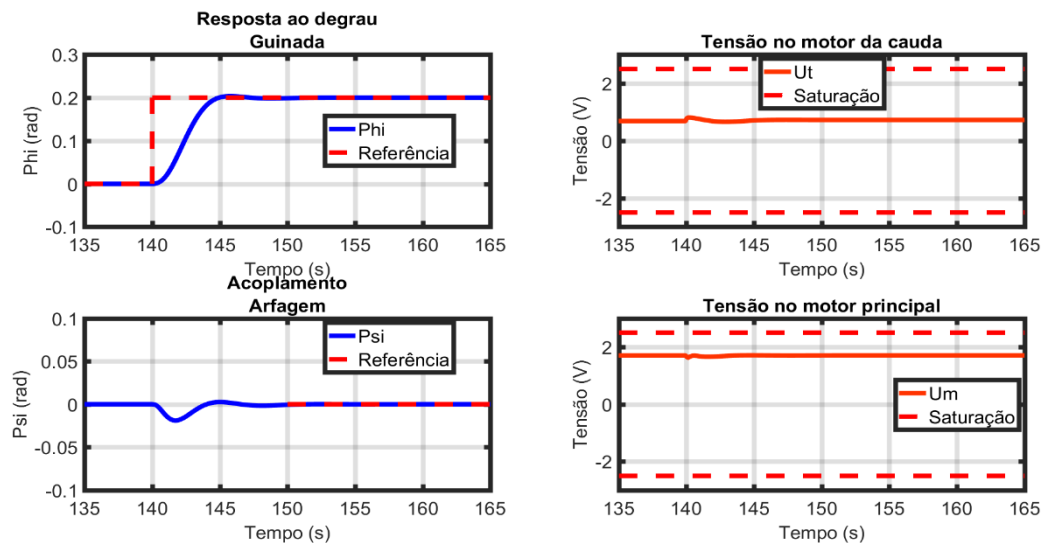 Resposta ao degrau
Guinada
0.3
0.2
0.1
0
-0.1
Phi (rad)
Phi
Referência
135 140 145 150 155 160 165
Tempo (s)
Tensão no motor da cauda
2
0
-2
Tensão (V)
Ut
Saturação
135 140 145 150 155 160 165
Tempo (s)
Acoplamento
Arfagem
0.1
0.05
0
-0.05
-0.1
Psi (rad)
Psi
Referência
135 140 145 150 155 160 165
Tempo (s)
Tensão no motor principal
2
0
-2
Tensão (V)
Um
Saturação
135 140 145 150 155 160 165
Tempo (s)